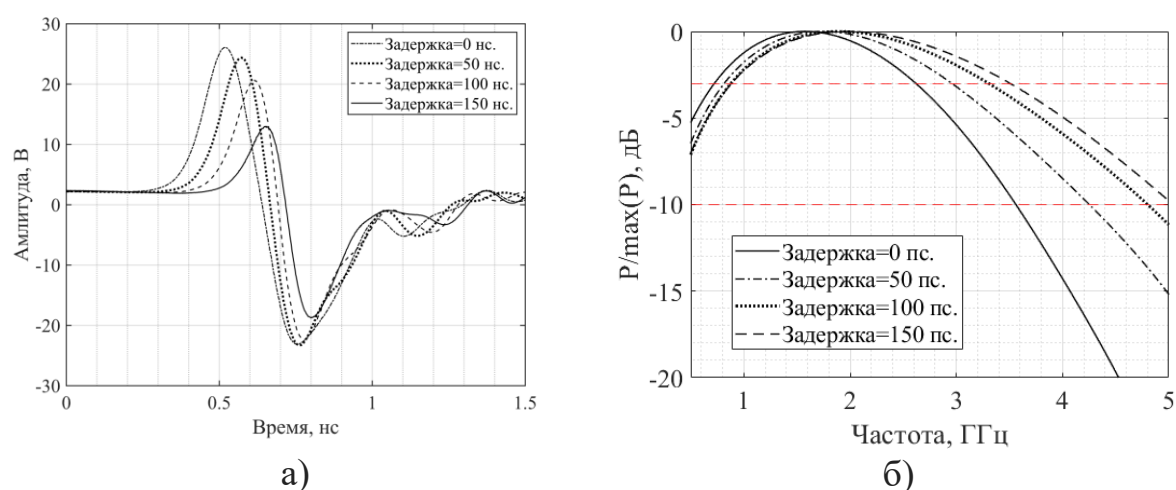 30
20
10
0
-10
-20
-30
Амлитуда, В
0
0.5
1
1.5
Время, нс
Задержка=0 нс.
Задержка=50 нс.
Задержка=100 нс.
Задержка=150 нс.
а)
0
-5
-10
-15
-20
P/max(P), дБ
1
2
3
4
5
Частота, ГГц
Задержка=0 пс.
Задержка=50 пс.
Задержка=100 пс.
Задержка=150 пс.
б)